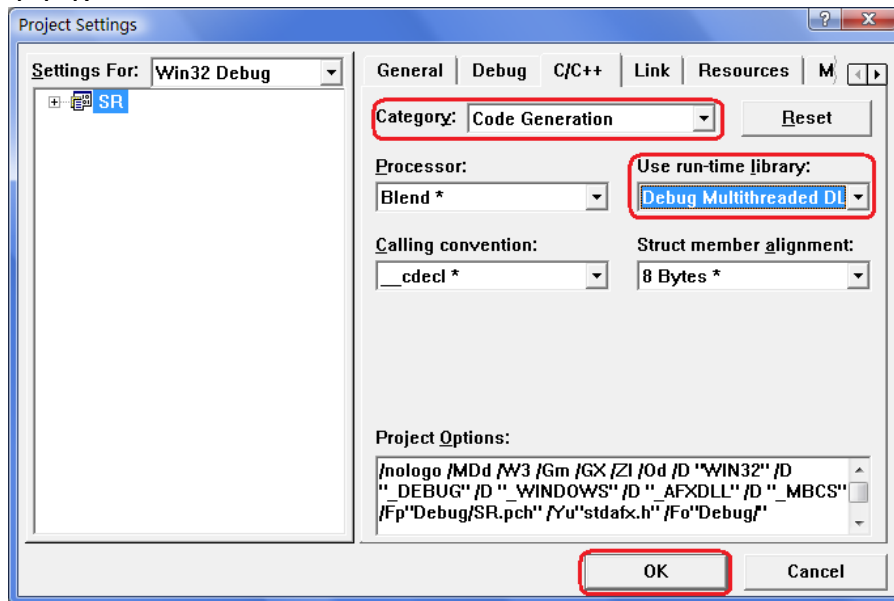 Project Settings
Settings For: Win32 Debug
SR
General Debug C/C++ Link Resources M
Category: Code Generation
Reset
Processor:
Use run-time library:
Blend *
Debug Multithreaded DL
Calling convention:
Struct member alignment:
__cdecl *
8 Bytes *
Project Options:
/nologo /MDd /W3 /Gm /GX /ZI /Od /D "WIN32" /D
"_DEBUG" /D "_WINDOWS" /D "_AFXDLL" /D "_MBCS"
/Fp"Debug/SR.pch" /Yu"stdafx.h" /Fo"Debug/"
OK Cancel